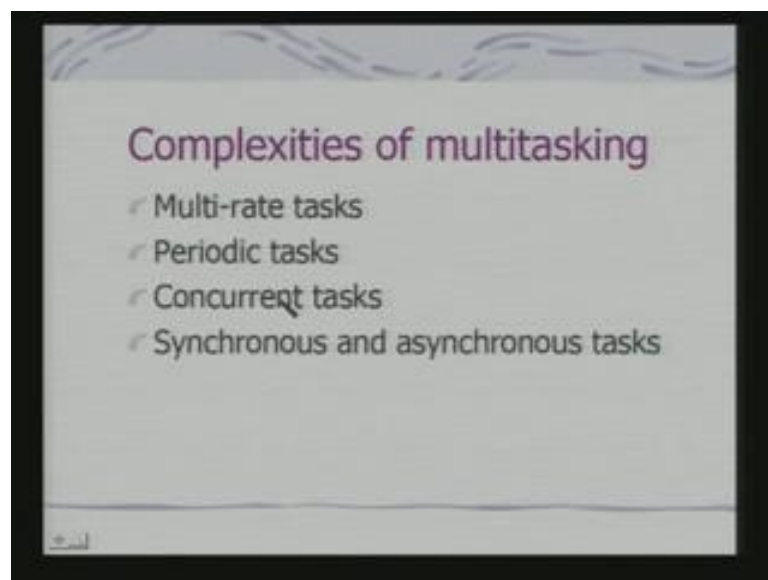 Complexities of multitasking
Multi-rate tasks
Periodic tasks
Concurrent tasks
Synchronous and asynchronous tasks